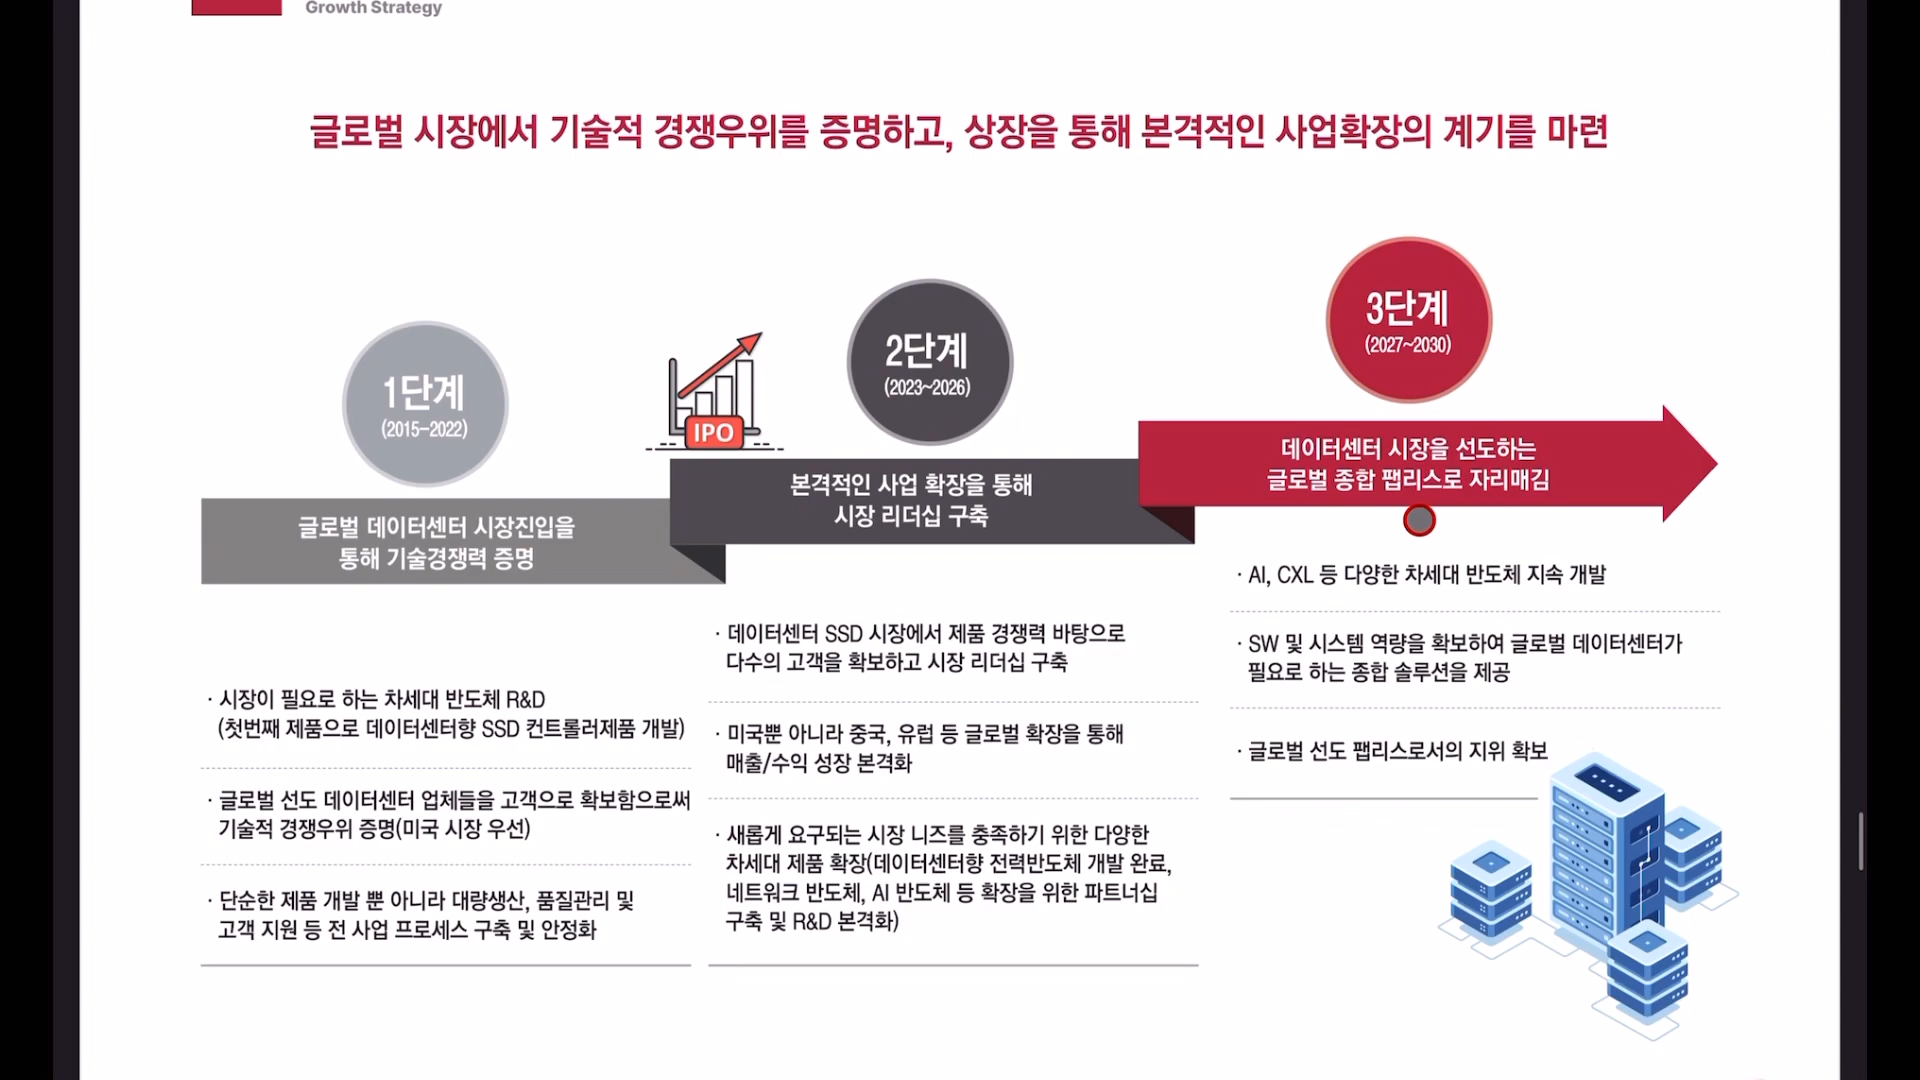 Growth Strategy
글로벌 시장에서 기술적 경쟁우위를 증명하고, 상장을 통해 본격적인 사업확장의 계기를 마련
1단계
(2015–2022)
글로벌 데이터센터 시장진입을
통해 기술경쟁력 증명
· 시장이 필요로 하는 차세대 반도체 R&D
(첫번째 제품으로 데이터센터향 SSD 컨트롤러제품 개발)
· 글로벌 선도 데이터센터 업체들을 고객으로 확보함으로써
기술적 경쟁우위 증명(미국 시장 우선)
· 단순한 제품 개발 뿐 아니라 대량생산, 품질관리 및
고객 지원 등 전 사업 프로세스 구축 및 안정화
IPO
2단계
(2023~2026)
본격적인 사업 확장을 통해
시장 리더십 구축
· 데이터센터 SSD 시장에서 제품 경쟁력 바탕으로
다수의 고객을 확보하고 시장 리더십 구축
· 미국뿐 아니라 중국, 유럽 등 글로벌 확장을 통해
매출/수익 성장 본격화
· 새롭게 요구되는 시장 니즈를 충족하기 위한 다양한
차세대 제품 확장(데이터센터향 전력반도체 개발 완료,
네트워크 반도체, AI 반도체 등 확장을 위한 파트너십
구축 및 R&D 본격화)
3단계
(2027~2030)
데이터센터 시장을 선도하는
글로벌 종합 팹리스로 자리매김
· AI, CXL 등 다양한 차세대 반도체 지속 개발
· SW 및 시스템 역량을 확보하여 글로벌 데이터센터가
필요로 하는 종합 솔루션을 제공
· 글로벌 선도 팹리스로서의 지위 확보